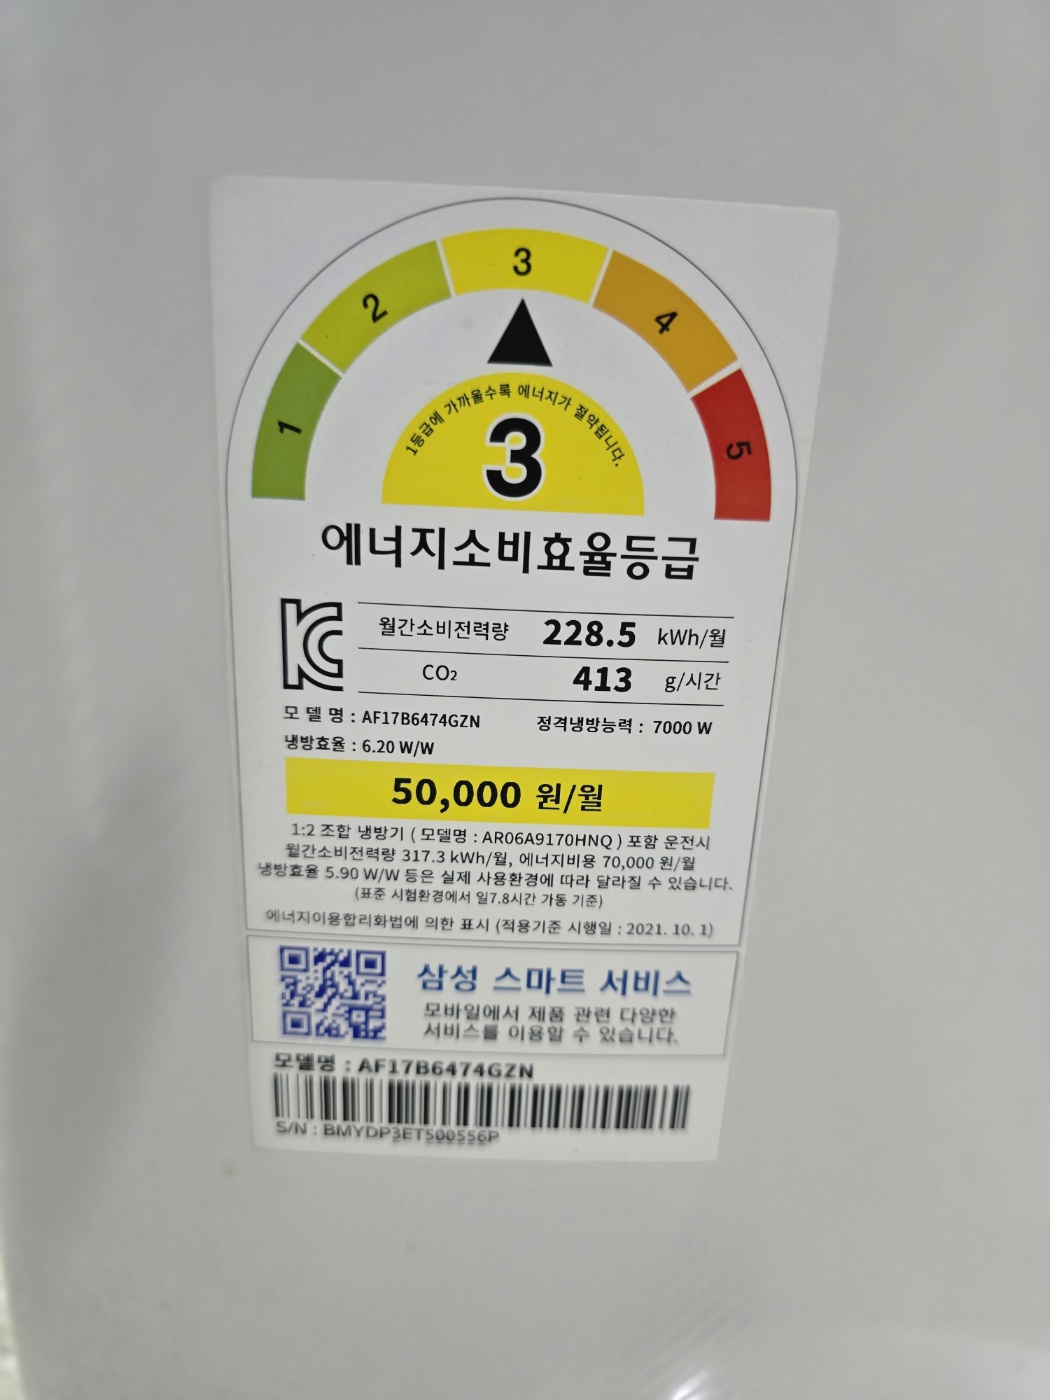 1 2 3 4 5
1등급에 가까울수록 에너지가 절약됩니다.
3
에너지소비효율등급
월간소비전력량 228.5 kWh/월
CO₂ 413 g/시간
모 델 명 : AF17B6474GZN 정격냉방능력 : 7000 W
냉방효율 : 6.20 W/W
50,000 원/월
1:2 조합 냉방기 ( 모델명 : AR06A9170HNQ ) 포함 운전시
월간소비전력량 317.3 kWh/월, 에너지비용 70,000 원/월
냉방효율 5.90 W/W 등은 실제 사용환경에 따라 달라질 수 있습니다.
(표준 시험환경에서 일7.8시간 가동 기준)
에너지이용합리화법에 의한 표시 (적용기준 시행일 : 2021. 10. 1)
삼성 스마트 서비스
모바일에서 제품 관련 다양한
서비스를 이용할 수 있습니다.
모델명 : AF17B6474GZN
S/N : BMYDP3ET500556P